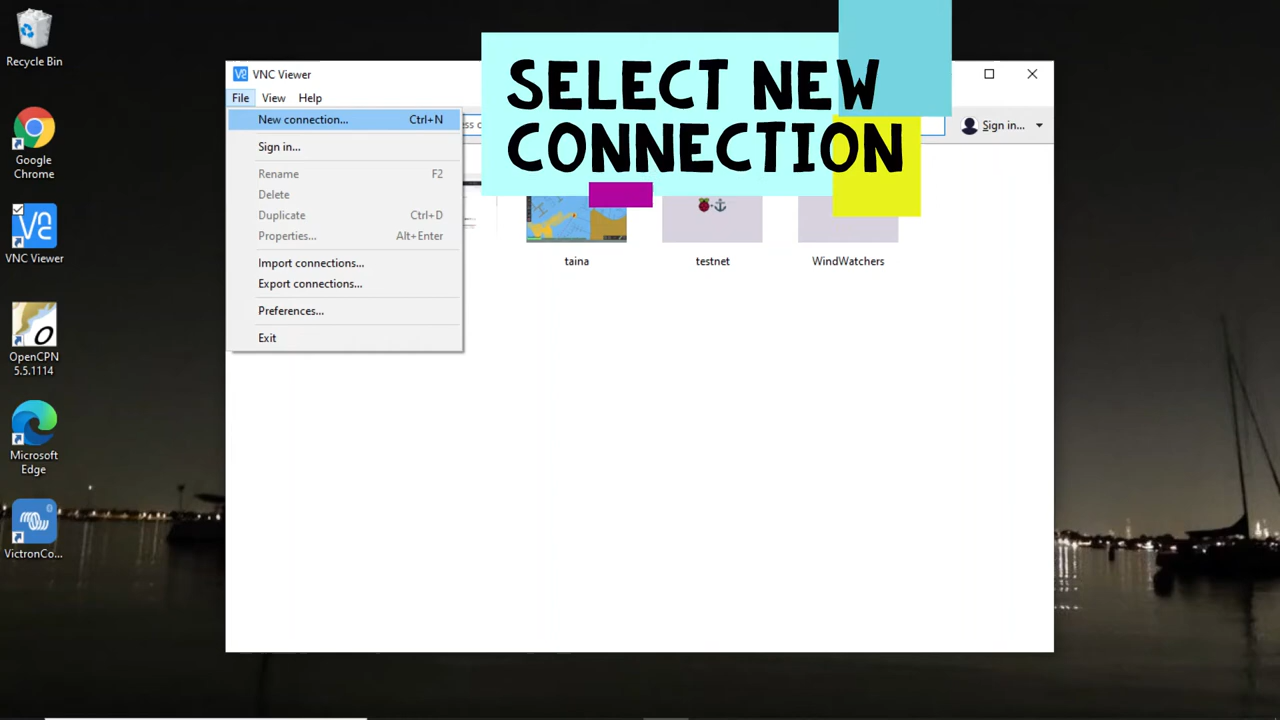 Recycle Bin
Google
Chrome
VNC Viewer
OpenCPN
5.5.1114
Microsoft
Edge
VictronCo...
VNC Viewer
File View Help
New connection... Ctrl+N
Sign in...
Rename F2
Delete
Duplicate Ctrl+D
Properties... Alt+Enter
Import connections...
Export connections...
Preferences...
Exit
SELECT NEW
CONNECTION
Sign in...
taina
testnet
WindWatchers